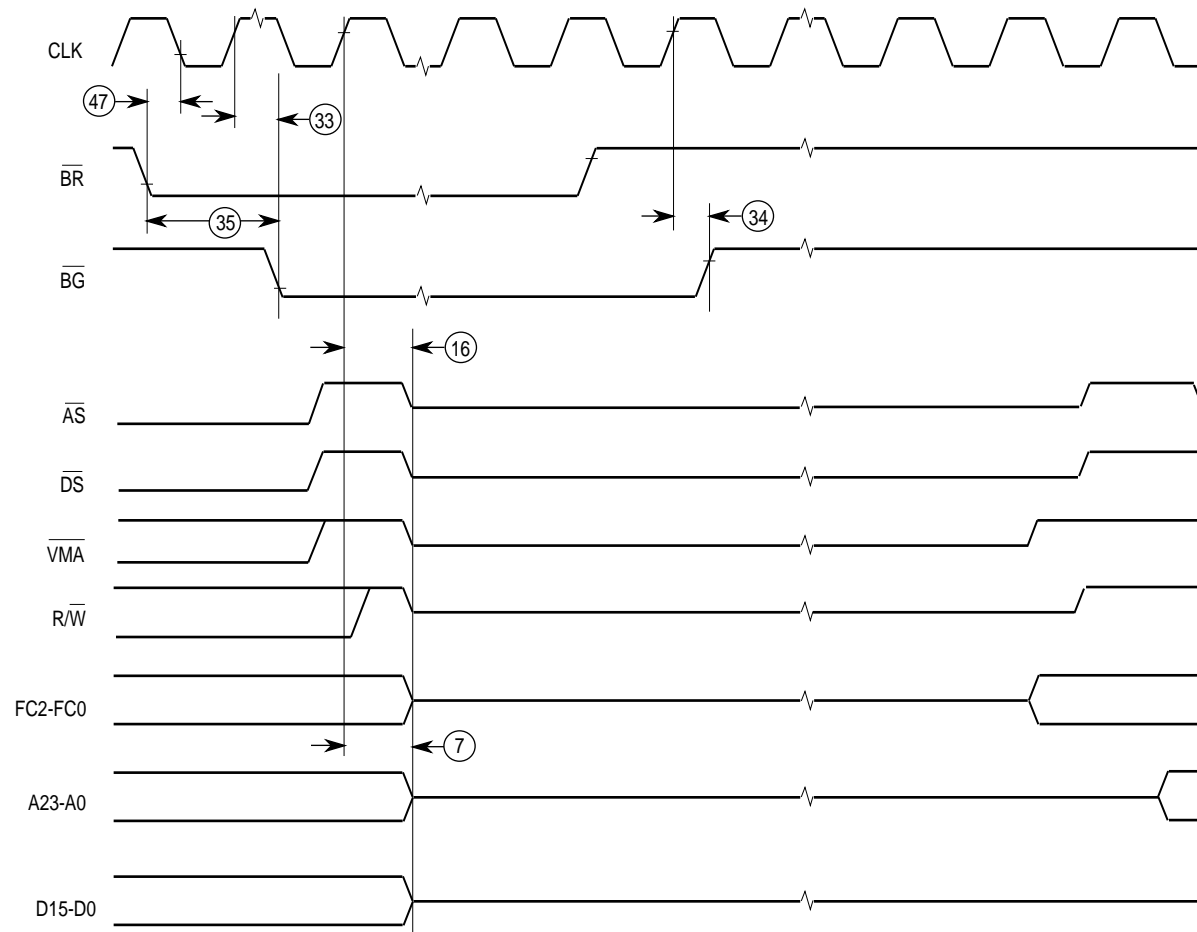 CLK
47
33
BR
35
34
BG
16
AS
DS
VMA
R/W
FC2-FC0
7
A23-A0
D15-D0